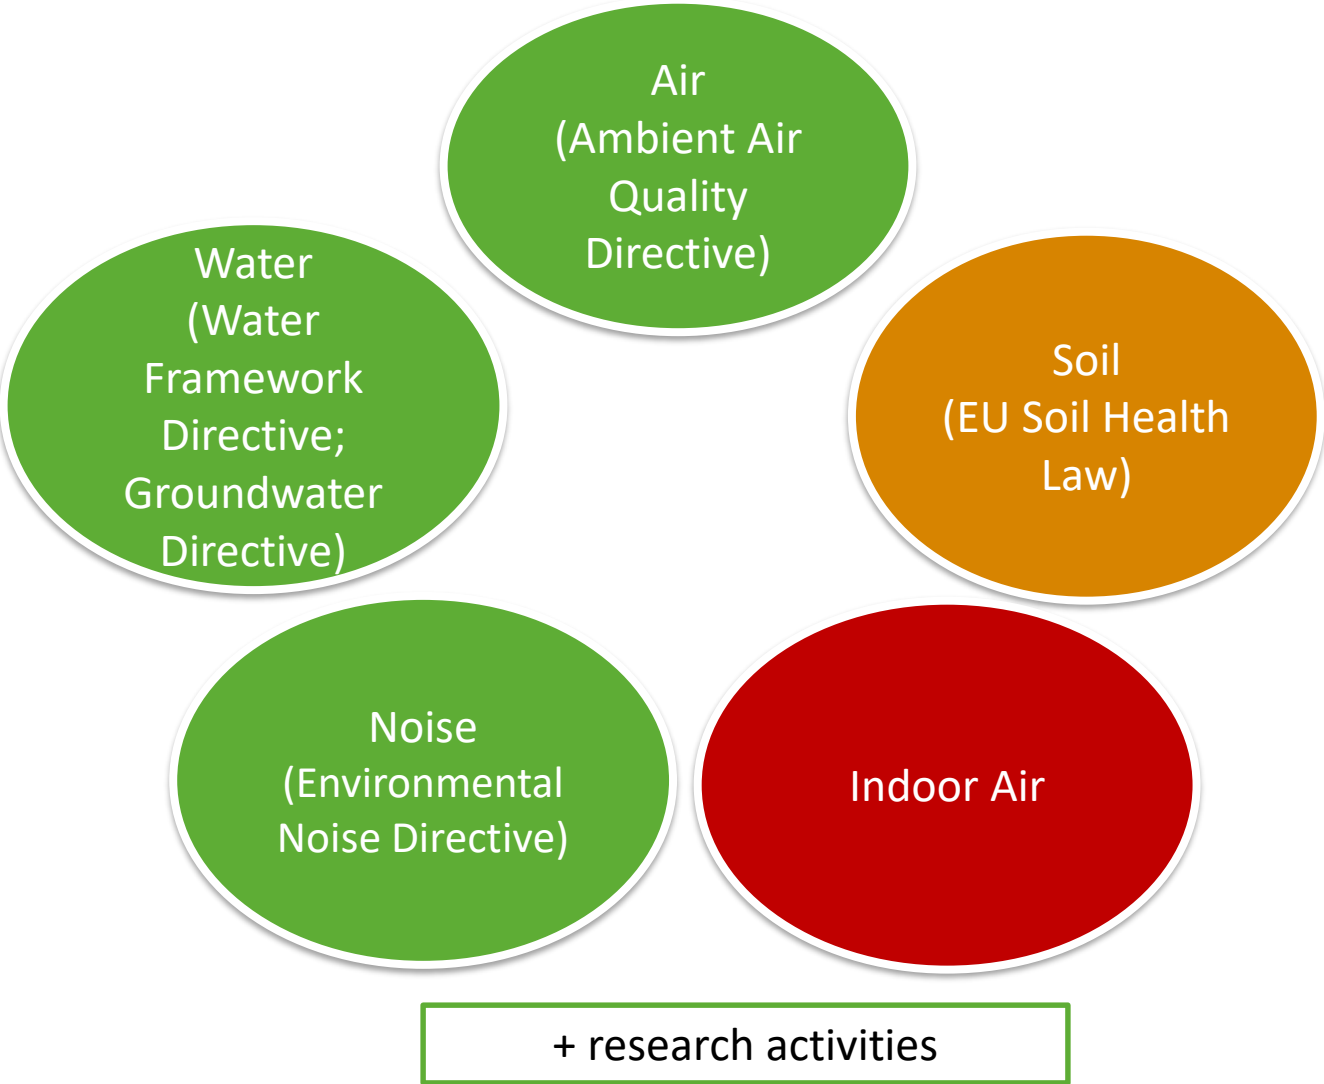 Air
(Ambient Air
Quality
Directive)
Water
(Water
Framework
Directive;
Groundwater
Directive)
Soil
(EU Soil Health
Law)
Noise
(Environmental
Noise Directive)
Indoor Air
+ research activities